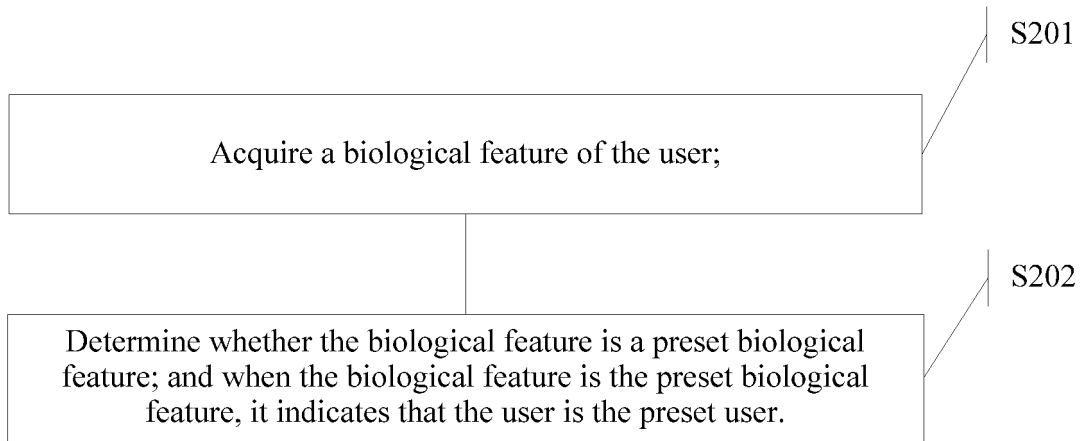 S201
Acquire a biological feature of the user;
S202
Determine whether the biological feature is a preset biological
feature; and when the biological feature is the preset biological
feature, it indicates that the user is the preset user.